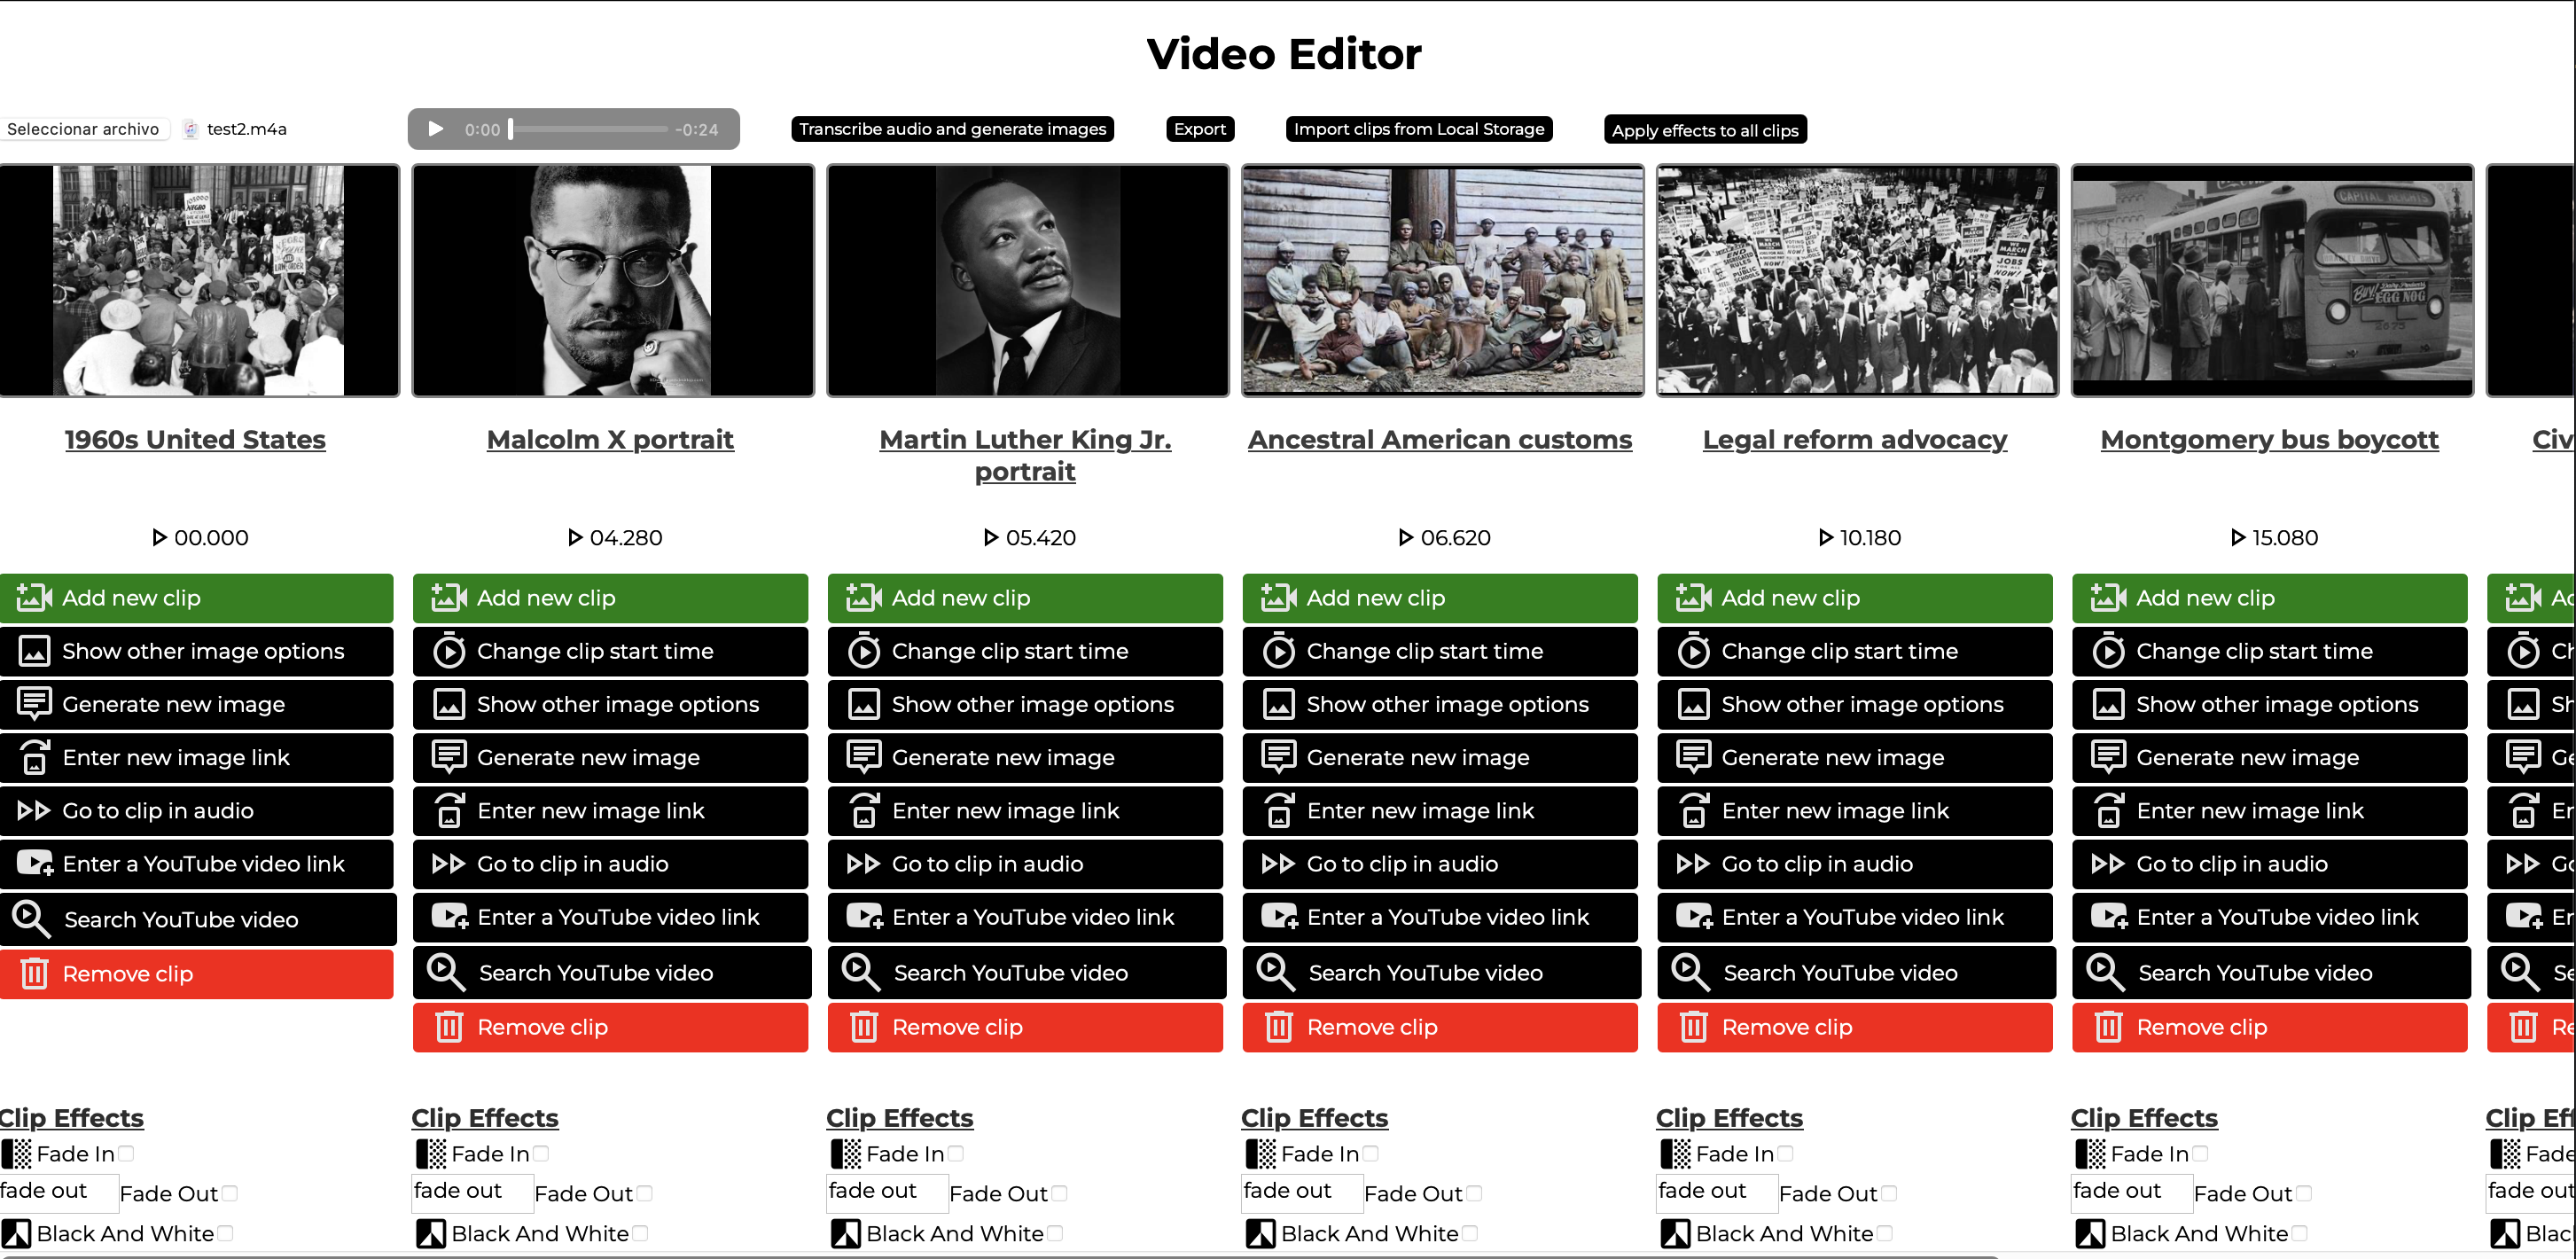 Video Editor
Seleccionar archivo test2.m4a 0:00 -0:24 Transcribe audio and generate images Export Import clips from Local Storage Apply effects to all clips
CAPITAL HEIGHTS
EGG NOG
2675
MARCH
JOBS
NOW!
1960s United States
Malcolm X portrait
Martin Luther King Jr.
portrait
Ancestral American customs
Legal reform advocacy
Montgomery bus boycott
Civ
00.000 04.280 05.420 06.620 10.180 15.080
Add new clip
Show other image options
Generate new image
Enter new image link
Go to clip in audio
Enter a YouTube video link
Search YouTube video
Remove clip
Add new clip
Change clip start time
Show other image options
Generate new image
Enter new image link
Go to clip in audio
Enter a YouTube video link
Search YouTube video
Remove clip
Add new clip
Change clip start time
Show other image options
Generate new image
Enter new image link
Go to clip in audio
Enter a YouTube video link
Search YouTube video
Remove clip
Add new clip
Change clip start time
Show other image options
Generate new image
Enter new image link
Go to clip in audio
Enter a YouTube video link
Search YouTube video
Remove clip
Add new clip
Change clip start time
Show other image options
Generate new image
Enter new image link
Go to clip in audio
Enter a YouTube video link
Search YouTube video
Remove clip
Add new clip
Change clip start time
Show other image options
Generate new image
Enter new image link
Go to clip in audio
Enter a YouTube video link
Search YouTube video
Remove clip
Clip Effects
Fade In
fade out Fade Out
Black And White
Clip Effects
Fade In
fade out Fade Out
Black And White
Clip Effects
Fade In
fade out Fade Out
Black And White
Clip Effects
Fade In
fade out Fade Out
Black And White
Clip Effects
Fade In
fade out Fade Out
Black And White
Clip Effects
Fade In
fade out Fade Out
Black And White
Clip Eff
Fade
fade out
Blac